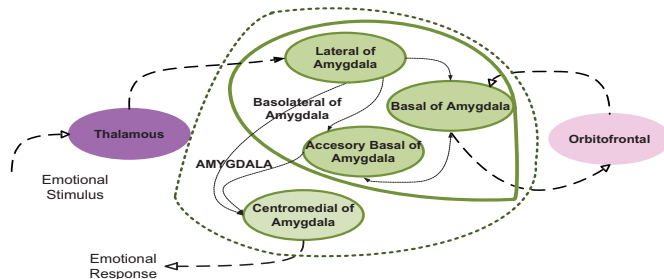 Lateral of
Amygdala
Basolateral of
Amygdala
Basal of Amygdala
Thalamous
Orbitofrontal
Accesory Basal of
Amygdala
AMYGDALA
Emotional
Stimulus
Centromedial of
Amygdala
Emotional
Response